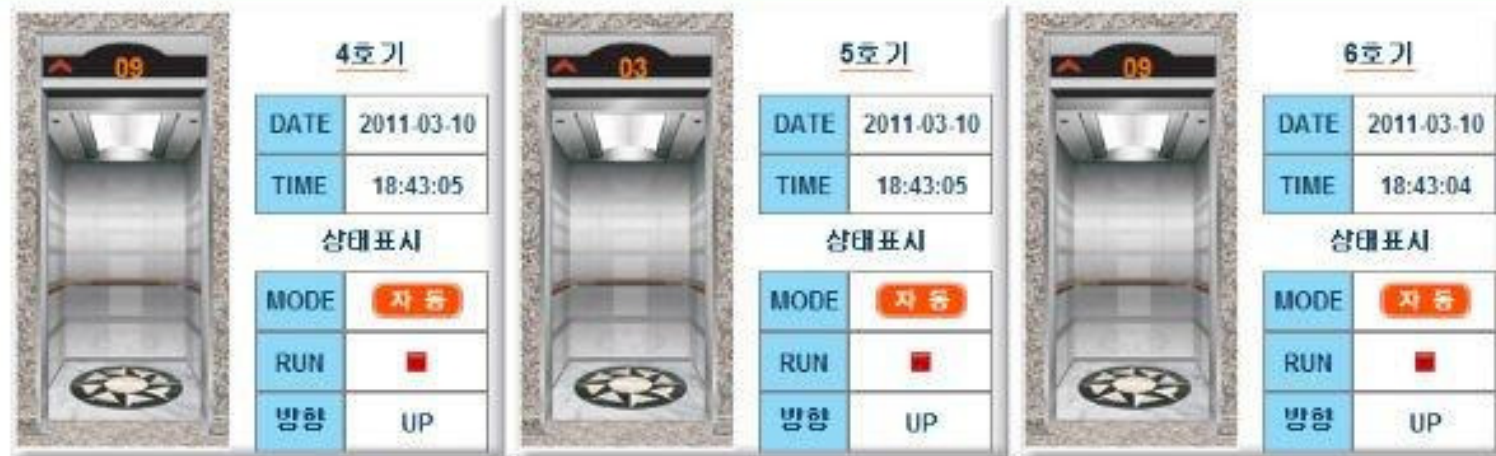 09
4호기
DATE 2011-03-10
TIME 18:43:05
상태표시
MODE 자동
RUN
방향 UP
03
5호기
DATE 2011-03-10
TIME 18:43:05
상태표시
MODE 자동
RUN
방향 UP
09
6호기
DATE 2011-03-10
TIME 18:43:04
상태표시
MODE 자동
RUN
방향 UP